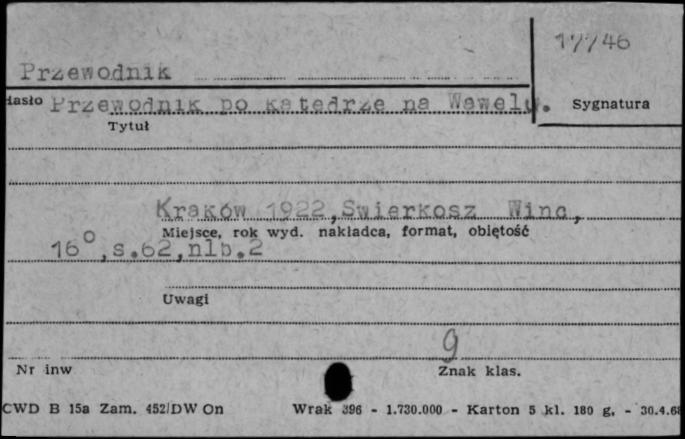 17746
Przewodnik
Hasło Przewodnik po katedrze na Wawelu. Sygnatura
Tytuł
Kraków 1922, Swierkosz Winc,
Miejsce, rok wyd. nakładca, format, objętość
16°, s.62, nlb.2
Uwagi
9
Nr inw Znak klas.
CWD B 15a Zam. 452/DW On Wrak 396 - 1.730.000 - Karton 5 kl. 180 g. - 30.4.68